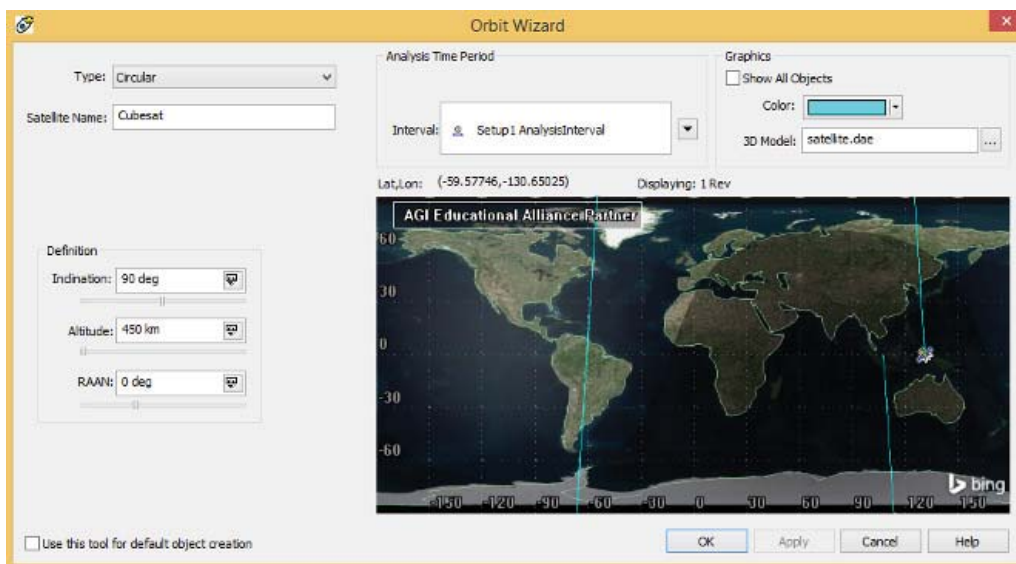 Orbit Wizard
Type: Circular
Satellite Name: Cubesat
Definition
Inclination: 90 deg
Altitude: 450 km
RAAN: 0 deg
Analysis Time Period
Interval: Setup1 AnalysisInterval
Graphics
Show All Objects
Color:
3D Model: satellite.dae ...
Lat,Lon: (-59.57746,-130.65025) Displaying: 1 Rev
AGI Educational Alliance Partner
60
30
0
-30
-60
bing
-150 -120 -90 -60 -30 0 30 60 90 120 150
Use this tool for default object creation
OK Apply Cancel Help